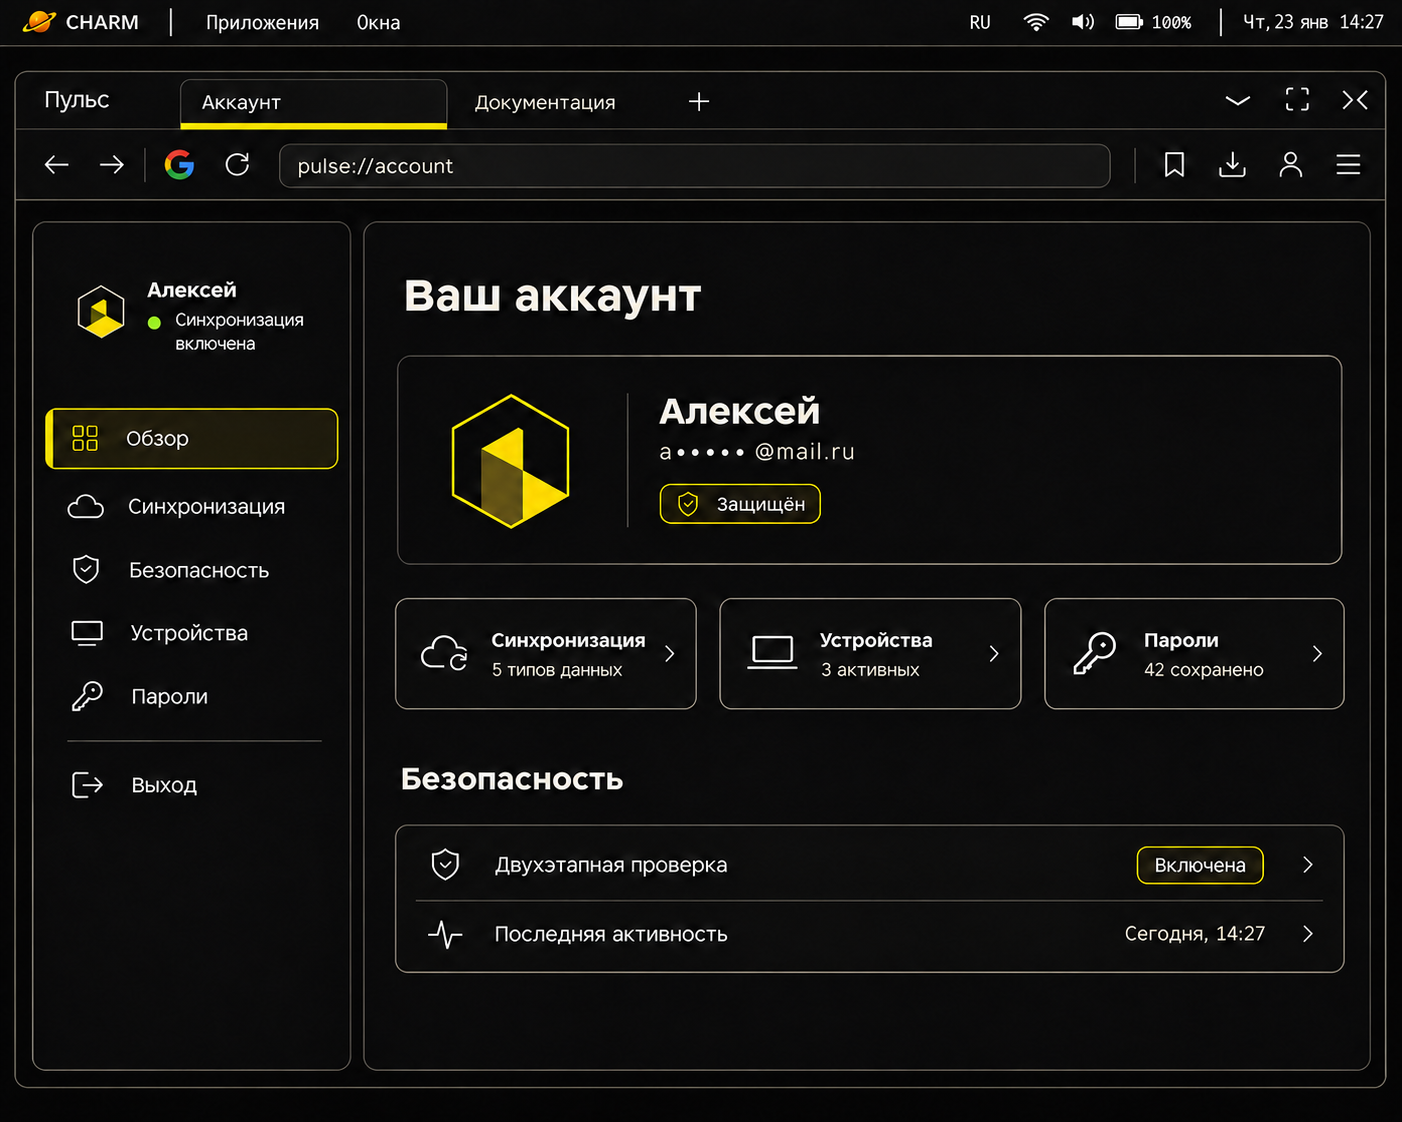 CHARM Приложения Окна RU 100% Чт, 23 янв 14:27
Пульс Аккаунт Документация
pulse://account
Алексей
Синхронизация
включена
Обзор
Синхронизация
Безопасность
Устройства
Пароли
Выход
Ваш аккаунт
Алексей
a••••• @mail.ru
Защищён
Синхронизация
5 типов данных
Устройства
3 активных
Пароли
42 сохранено
Безопасность
Двухэтапная проверка Включена
Последняя активность Сегодня, 14:27